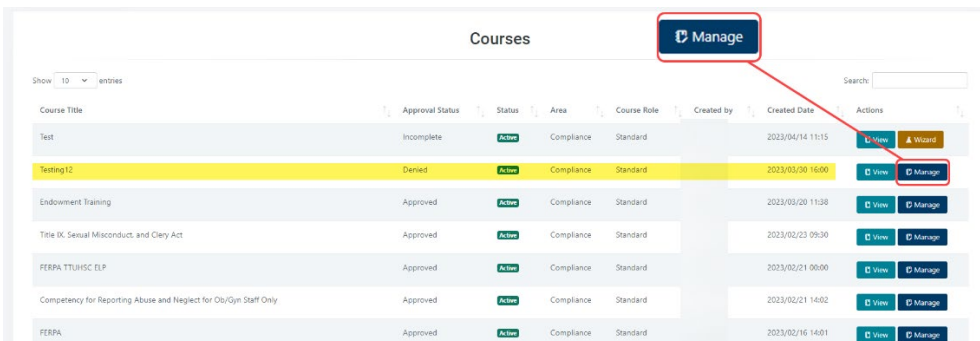 Courses
Manage
Show 10 entries
Search:
Course Title Approval Status Status Area Course Role Created by Created Date Actions
Test Incomplete Active Compliance Standard 2023/04/14 11:15 View Wizard
Testing12 Denied Active Compliance Standard 2023/03/30 16:00 View Manage
Endowment Training Approved Active Compliance Standard 2023/03/20 11:38 View Manage
Title IX, Sexual Misconduct, and Clery Act Approved Active Compliance Standard 2023/02/23 09:30 View Manage
FERPA TTUHSC ELP Approved Active Compliance Standard 2023/02/21 00:00 View Manage
Competency for Reporting Abuse and Neglect for Ob/Gyn Staff Only Approved Active Compliance Standard 2023/02/21 14:02 View Manage
FERPA Approved Active Compliance Standard 2023/02/16 14:01 View Manage